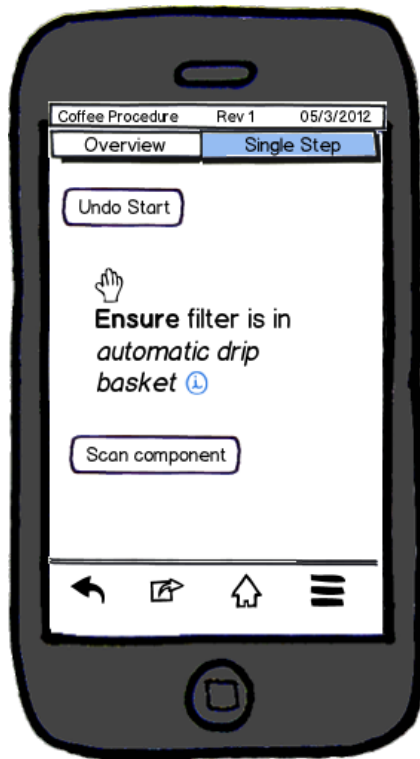 Coffee Procedure Rev 1 05/3/2012
Overview Single Step
Undo Start
Ensure filter is in
automatic drip
basket i
Scan component